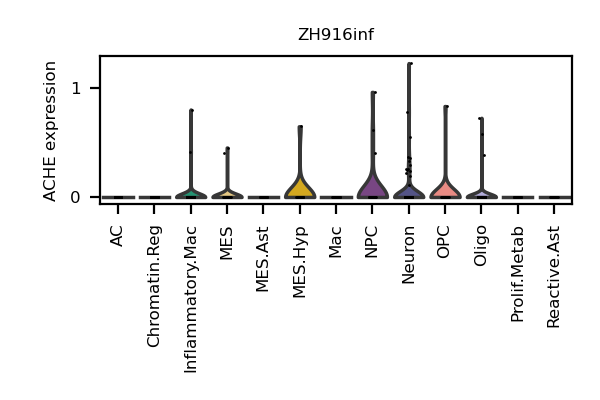 ZH916inf
ACHE expression
1
0
AC
Chromatin.Reg
Inflammatory.Mac
MES
MES.Ast
MES.Hyp
Mac
NPC
Neuron
OPC
Oligo
Prolif.Metab
Reactive.Ast